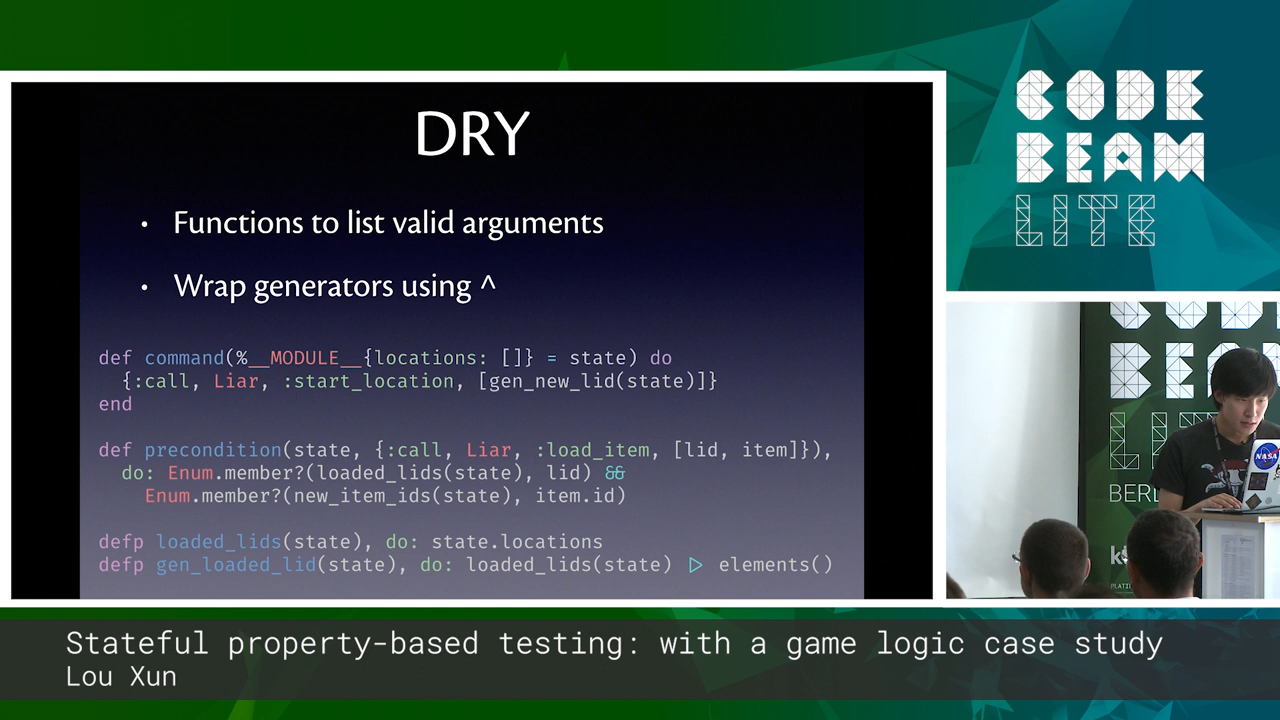 DRY
• Functions to list valid arguments
• Wrap generators using ^
def command(%__MODULE__{locations: []} = state) do
  {:call, Liar, :start_location, [gen_new_lid(state)]}
end
def precondition(state, {:call, Liar, :load_item, [lid, item]}),
  do: Enum.member?(loaded_lids(state), lid) &&
    Enum.member?(new_item_ids(state), item.id)
defp loaded_lids(state), do: state.locations
defp gen_loaded_lid(state), do: loaded_lids(state) |> elements()
CODE
BEAM
LITE
NASA
Stateful property-based testing: with a game logic case study
Lou Xun